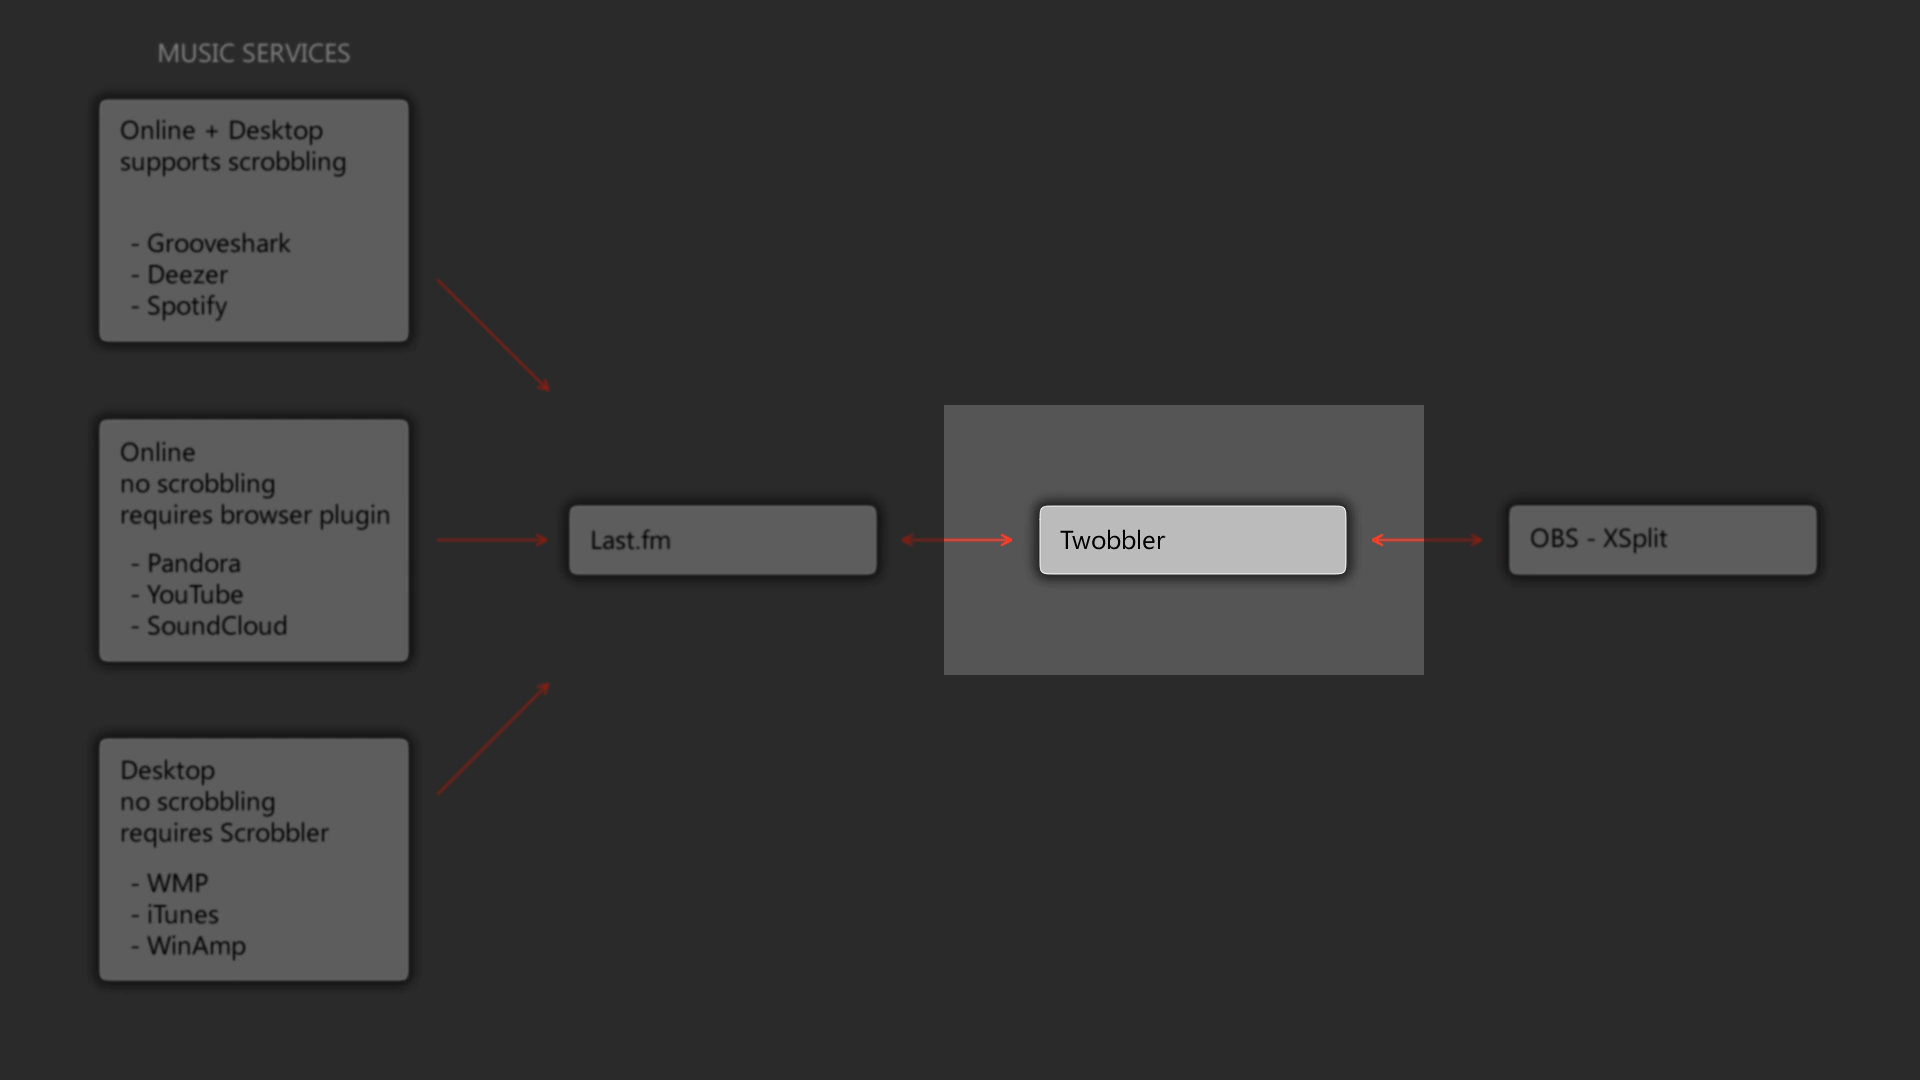 MUSIC SERVICES
Online + Desktop
supports scrobbling
- Grooveshark
- Deezer
- Spotify
Online
no scrobbling
requires browser plugin
- Pandora
- YouTube
- SoundCloud
Desktop
no scrobbling
requires Scrobbler
- WMP
- iTunes
- WinAmp
Last.fm
Twobbler
OBS - XSplit